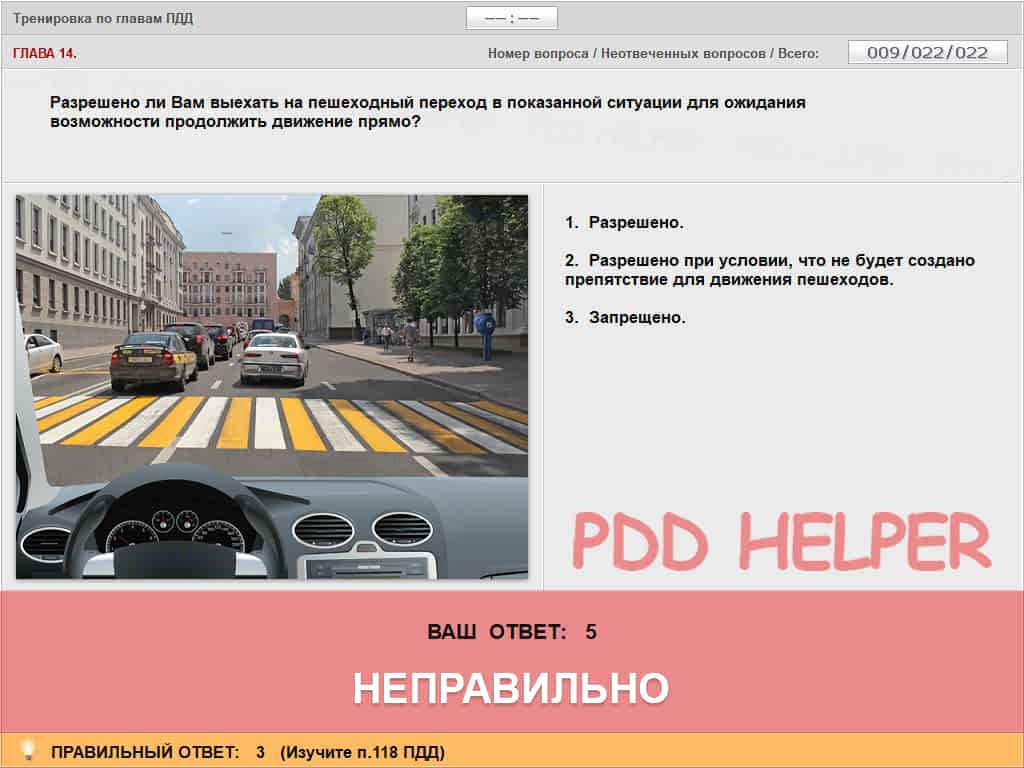 Тренировка по главам ПДД
–– : ––
ГЛАВА 14.
Номер вопроса / Неотвеченных вопросов / Всего:
009/022/022
Разрешено ли Вам выехать на пешеходный переход в показанной ситуации для ожидания
возможности продолжить движение прямо?
1. Разрешено.
2. Разрешено при условии, что не будет создано
препятствие для движения пешеходов.
3. Запрещено.
PDD HELPER
ВАШ ОТВЕТ: 5
НЕПРАВИЛЬНО
ПРАВИЛЬНЫЙ ОТВЕТ: 3 (Изучите п.118 ПДД)